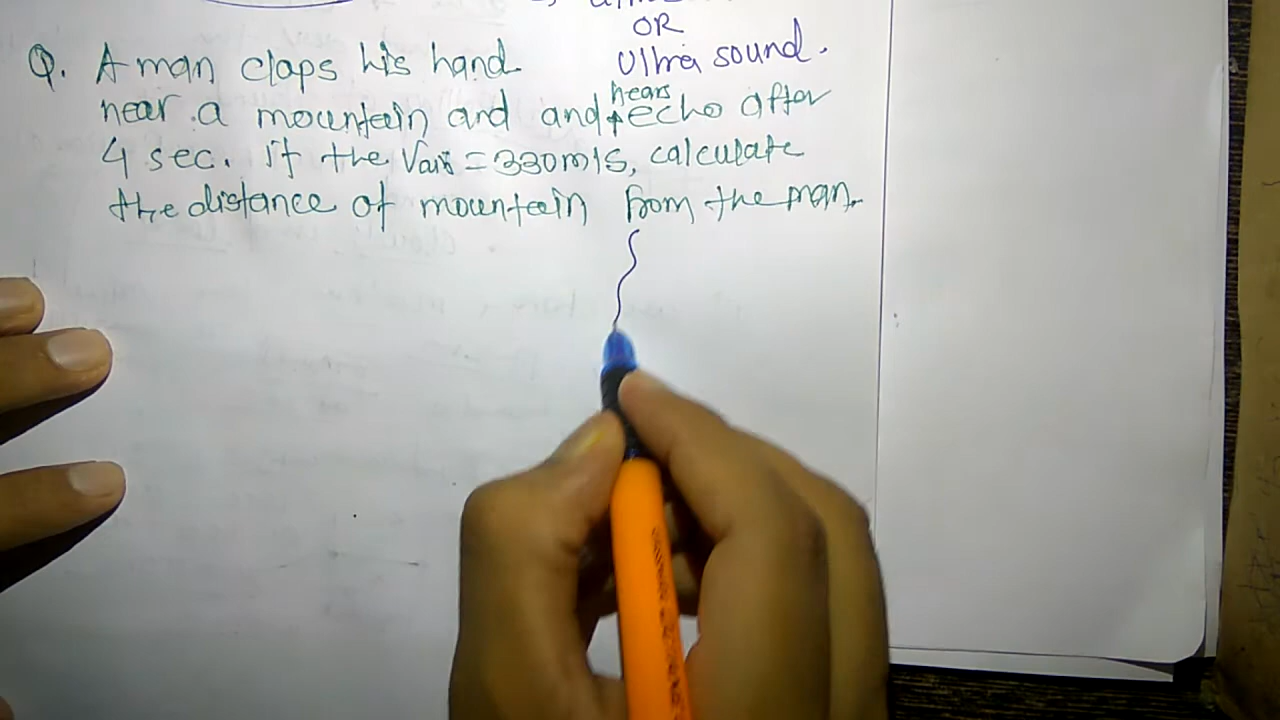 OR
Ultra sound.
Q. A man claps his hand
near a mountain and and hears echo after
4 sec. if the Vair = 330m/s, calculate
the distance of mountain from the man.